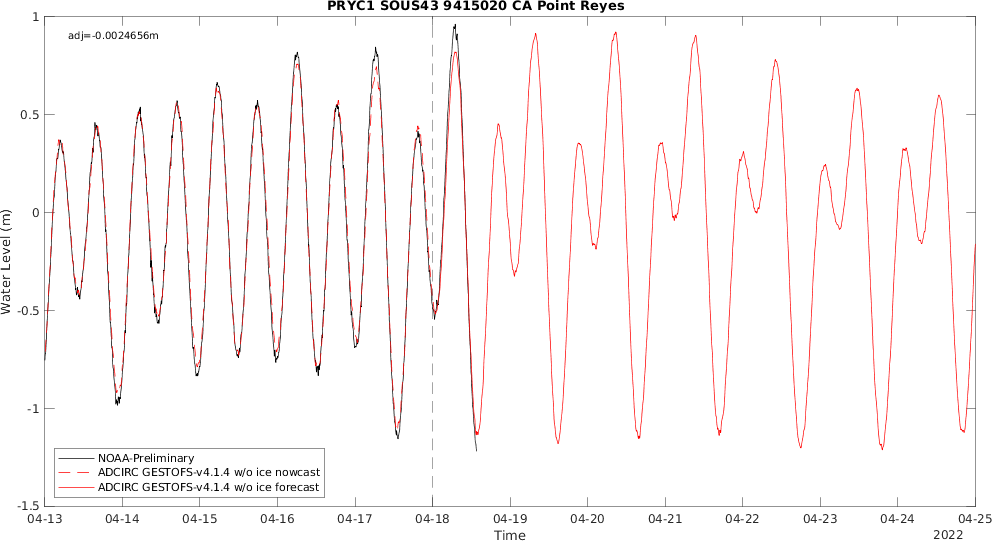 PRYC1 SOUS43 9415020 CA Point Reyes
adj=-0.0024656m
1
0.5
0
-0.5
-1
-1.5
Water Level (m)
NOAA-Preliminary
ADCIRC GESTOFS-v4.1.4 w/o ice nowcast
ADCIRC GESTOFS-v4.1.4 w/o ice forecast
04-13 04-14 04-15 04-16 04-17 04-18 04-19 04-20 04-21 04-22 04-23 04-24 04-25
Time
2022